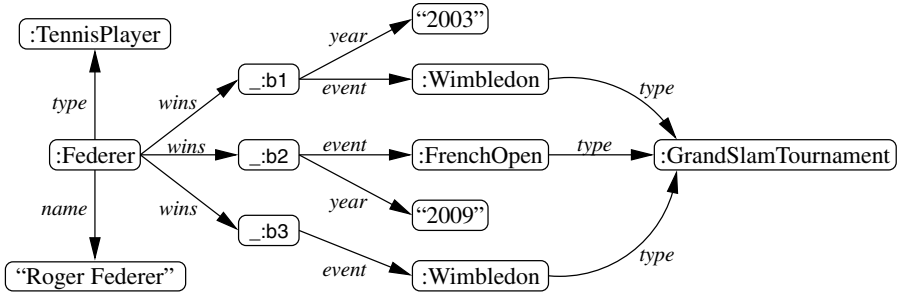 “2003”
:TennisPlayer
year
_:b1
event
:Wimbledon
type
wins
type
:Federer
wins
_:b2
event
:FrenchOpen
type
:GrandSlamTournament
name
wins
year
“2009”
_:b3
type
“Roger Federer”
event
:Wimbledon